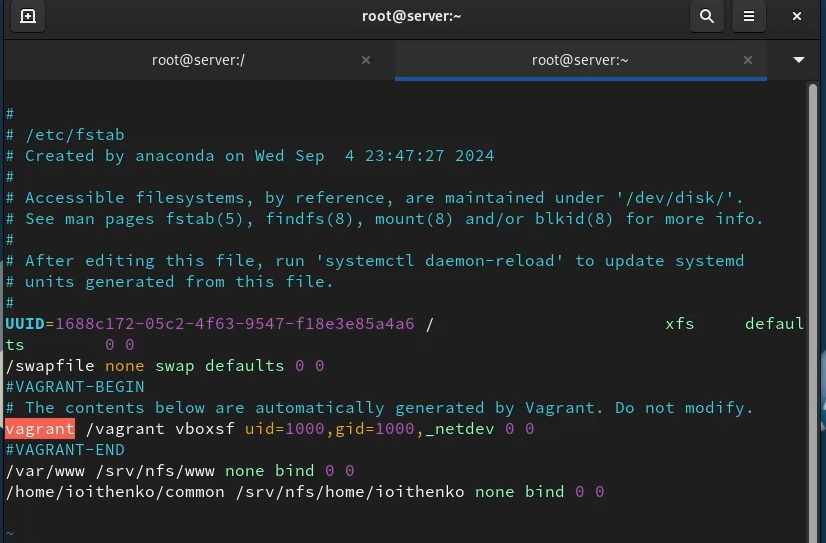 root@server:~
root@server:/ × root@server:~ ×
#
# /etc/fstab
# Created by anaconda on Wed Sep  4 23:47:27 2024
#
# Accessible filesystems, by reference, are maintained under '/dev/disk/'.
# See man pages fstab(5), findfs(8), mount(8) and/or blkid(8) for more info.
#
# After editing this file, run 'systemctl daemon-reload' to update systemd
# units generated from this file.
#
UUID=1688c172-05c2-4f63-9547-f18e3e85a4a6 /                       xfs     defaul
ts        0 0
/swapfile none swap defaults 0 0
#VAGRANT-BEGIN
# The contents below are automatically generated by Vagrant. Do not modify.
vagrant /vagrant vboxsf uid=1000,gid=1000,_netdev 0 0
#VAGRANT-END
/var/www /srv/nfs/www none bind 0 0
/home/ioithenko/common /srv/nfs/home/ioithenko none bind 0 0
~